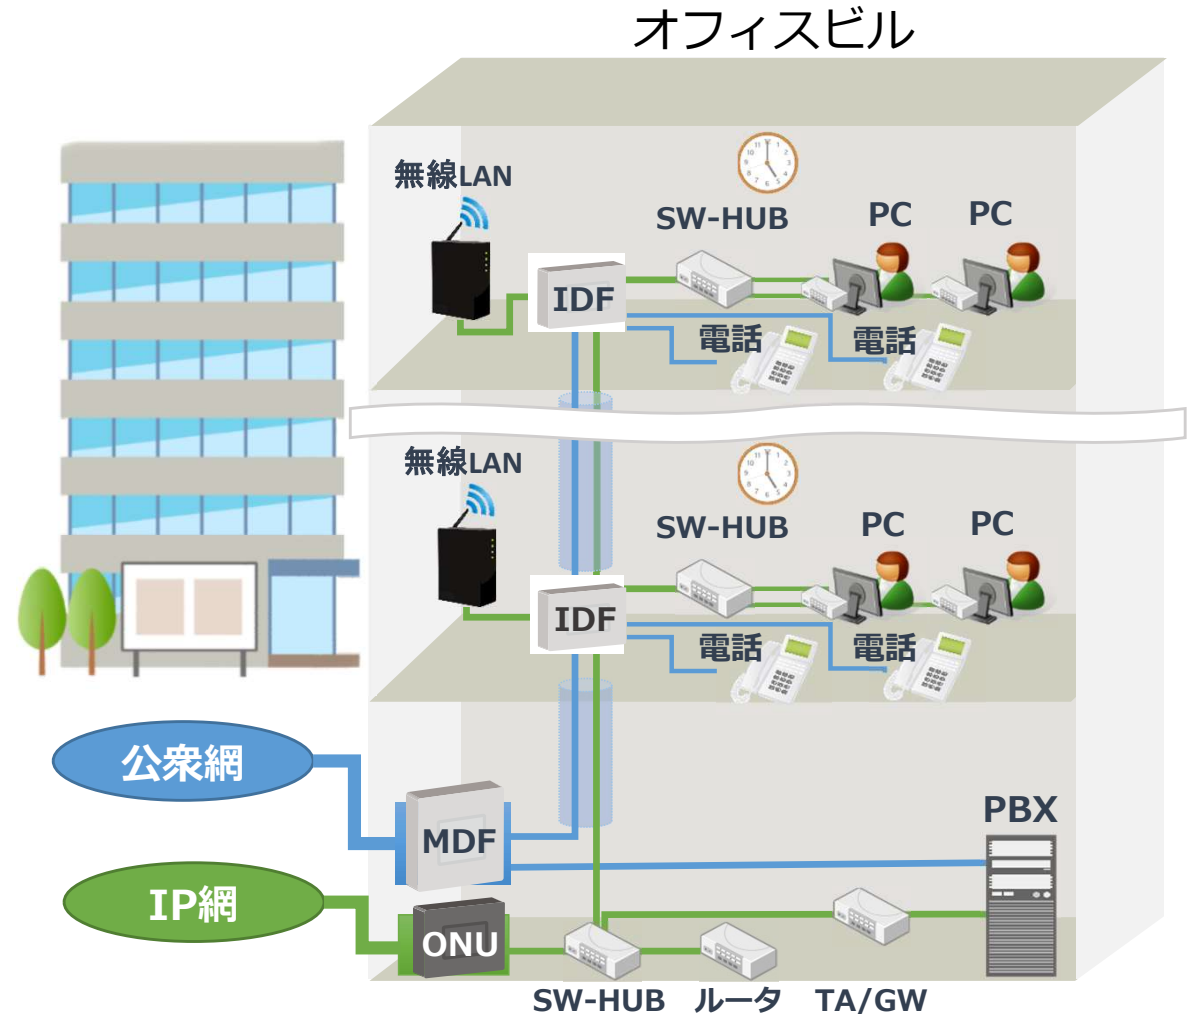 オフィスビル
無線LAN
SW-HUB
PC
PC
IDF
電話
電話
無線LAN
SW-HUB
PC
PC
IDF
電話
電話
公衆網
MDF
PBX
IP網
ONU
SW-HUB
ルータ
TA/GW